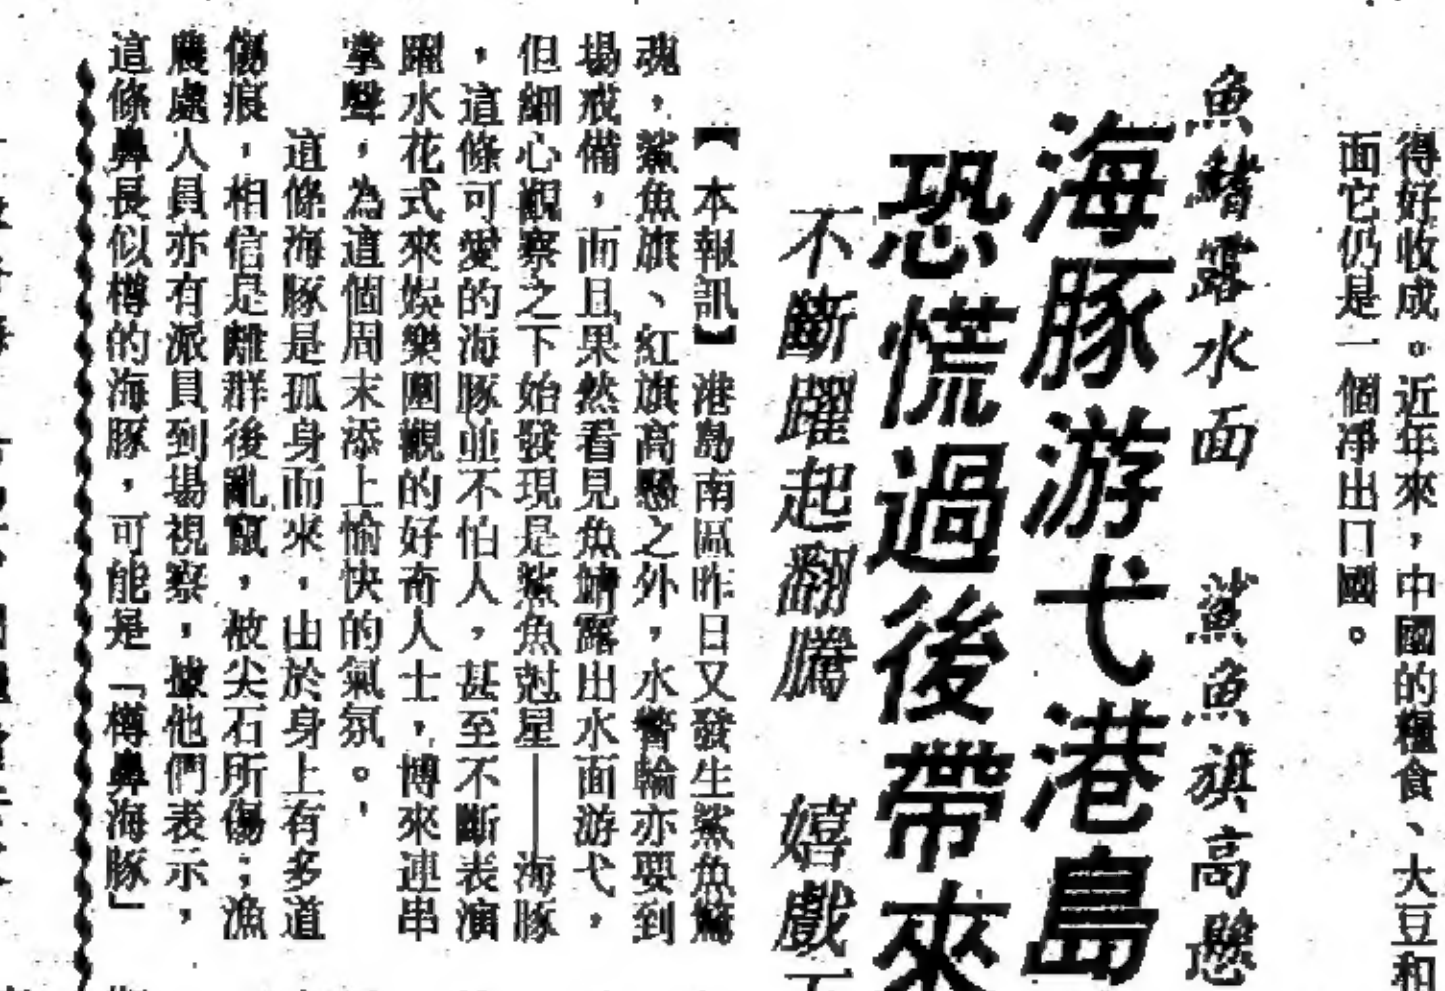 得好收成。近年來，中國的糧食、大豆和
面它仍是一個凈出口國。
魚鰭露水面 鯊魚旗高懸
海豚游弋港島
恐慌過後帶來
不斷躍起翻騰 嬉戲
【本報訊】港島南區昨日又發生鯊魚驚
魂，鯊魚旗、紅旗高懸之外，水警輪亦要到
場戒備，而且果然看見魚鰭露出水面游弋，
但細心觀察之下始發現是鯊魚尅星——海豚
，這條可愛的海豚並不怕人，甚至不斷表演
躍水花式來娛樂圍觀的好奇人士，博來連串
掌聲，為這個周末添上愉快的氣氛。
這條海豚是孤身而來，由於身上有多道
傷痕，相信是離群後亂竄，被尖石所傷；漁
農處人員亦有派員到場視察，據他們表示，
這條鼻長似樽的海豚，可能是「樽鼻海豚」